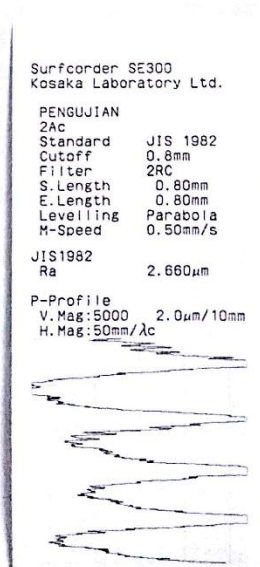 Surfcorder SE300
Kosaka Laboratory Ltd.
PENGUJIAN
2Ac
Standard JIS 1982
Cutoff 0.8mm
Filter 2RC
S.Length 0.80mm
E.Length 0.80mm
Levelling Parabola
M-Speed 0.50mm/s
JIS1982
Ra 2.660μm
P-Profile
V.Mag:5000 2.0μm/10mm
H.Mag:50mm/λc